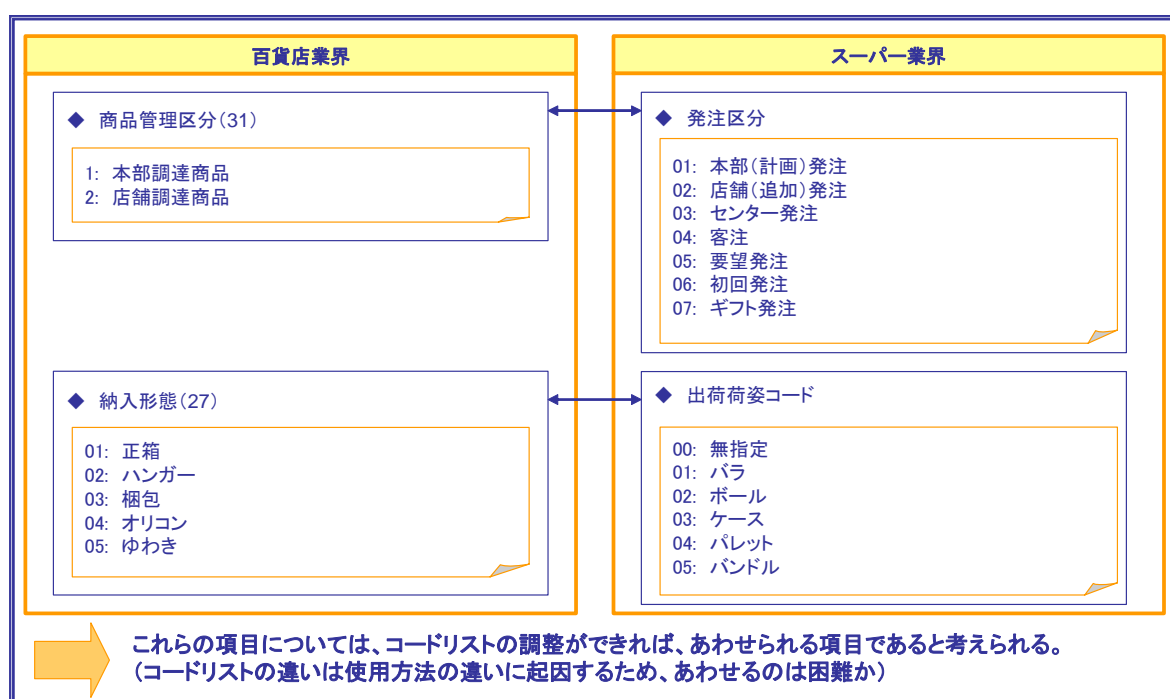 百貨店業界
◆ 商品管理区分(31)
1: 本部調達商品
2: 店舗調達商品
◆ 納入形態(27)
01: 正箱
02: ハンガー
03: 梱包
04: オリコン
05: ゆわき
スーパー業界
◆ 発注区分
01: 本部(計画)発注
02: 店舗(追加)発注
03: センター発注
04: 客注
05: 要望発注
06: 初回発注
07: ギフト発注
◆ 出荷荷姿コード
00: 無指定
01: バラ
02: ボール
03: ケース
04: パレット
05: バンドル
これらの項目については、コードリストの調整ができれば、あわせられる項目であると考えられる。
(コードリストの違いは使用方法の違いに起因するため、あわせるのは困難か)